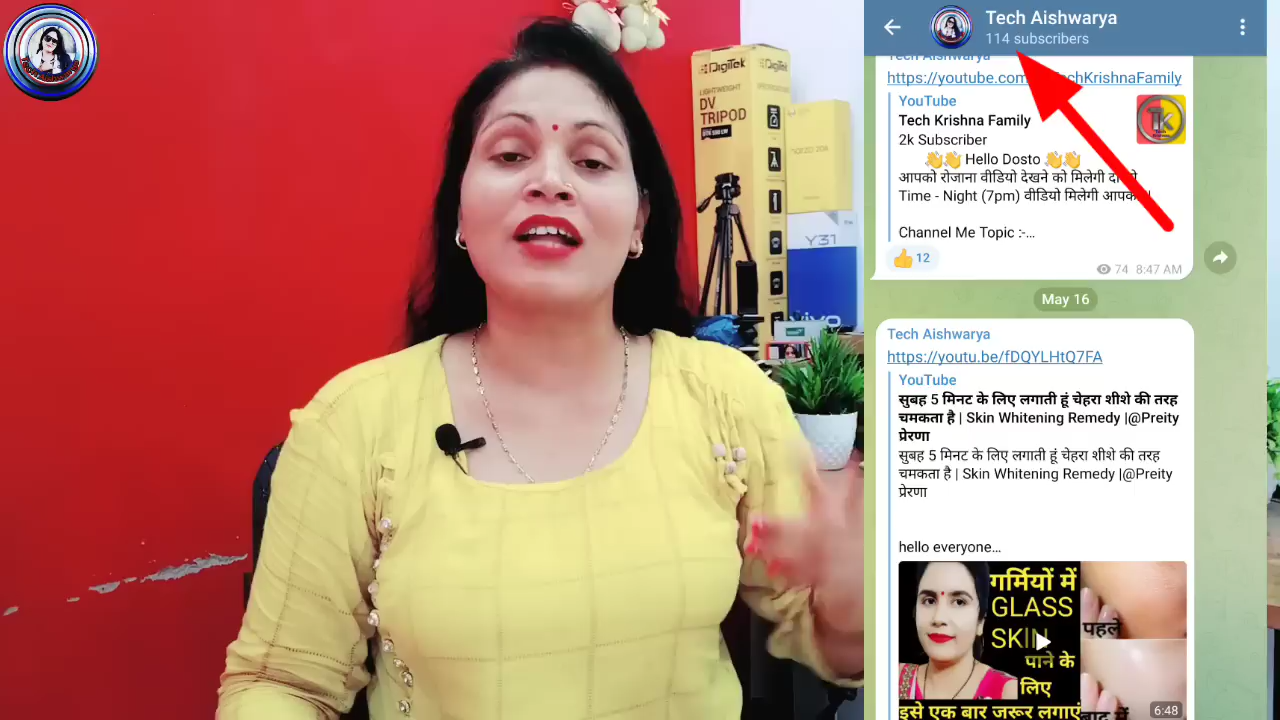 Tech Aishwarya
114 subscribers
Tech Aishwarya
https://youtube.com
chKrishnaFamily
YouTube
Tech Krishna Family
2k Subscriber
👋👋 Hello Dosto 👋👋
आपको रोजाना वीडियो देखने को मिलेगी
Time - Night (7pm) वीडियो मिलेगी
Channel Me Topic :-...
👍 12
74 8:47 AM
May 16
Tech Aishwarya
https://youtu.be/fDQYLHtQ7FA
YouTube
सुबह 5 मिनट के लिए लगाती हूं चेहरा शीशे की तरह
चमकता है | Skin Whitening Remedy |@Preity
प्रेरणा
सुबह 5 मिनट के लिए लगाती हूं चेहरा शीशे की तरह
चमकता है | Skin Whitening Remedy |@Preity
प्रेरणा
hello everyone...
गर्मियों में
GLASS
SKIN
पाने के
लिए
इसे एक बार जरूर लगाएं
पहले
बाद में
6:48
DIGITEK
LIGHTWEIGHT
DV
TRIPOD
Y31
vivo